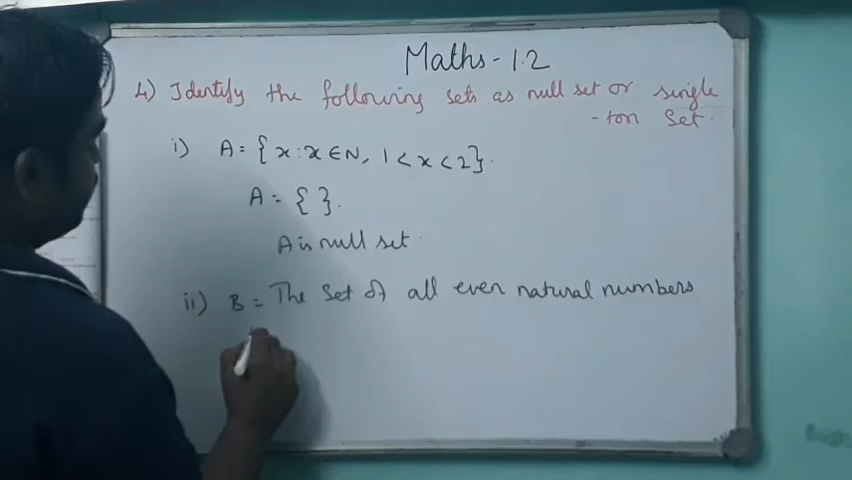 Maths - 1.2
4) Identify the following sets as null set or single
-ton Set.
i) A = { x : x ∈ N, 1 < x < 2}.
A = { }.
A is null set
ii) B = The Set of all even natural numbers